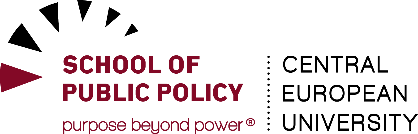 SCHOOL OF
PUBLIC POLICY
purpose beyond power®
CENTRAL
EUROPEAN
UNIVERSITY